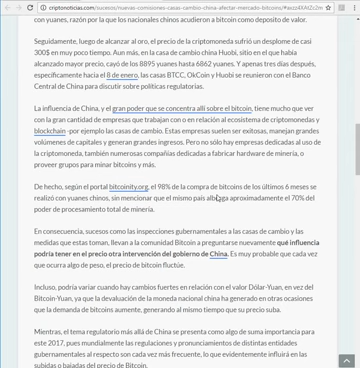 criptonoticias.com/sucesos/nuevas-comisiones-casas-cambio-china-afectar-mercado-bitcoins/#axzz4XntZc2m
con yuanes, razón por la que los nacionales chinos acudieron a bitcoin como deposito de valor.
Seguidamente, luego de alcanzar al oro, el precio de la criptomoneda sufrió un desplome de casi
300$ en muy poco tiempo. Aun más, en la casa de cambio china Huobi, sitio en el que había
alcanzado mayor precio, cayó de los 8895 yuanes hasta 6862 yuanes. Y apenas tres días después,
específicamente hacia el 8 de enero, las casas BTCC, OkCoin y Huobi se reunieron con el Banco
Central de China para discutir sobre políticas regulatorias.
La influencia de China, y el gran poder que se concentra allí sobre el bitcoin, tiene mucho que ver
con la gran cantidad de empresas que trabajan con o en relación al ecosistema de criptomonedas y
blockchain -por ejemplo las casas de cambio. Estas empresas suelen ser exitosas, manejan grandes
volúmenes de capitales y generan grandes ingresos. Pero no sólo hay empresas dedicadas al uso de
la criptomoneda, también numerosas compañías dedicadas a fabricar hardware de minería, o
proveer grupos para minar bitcoins y más.
De hecho, según el portal bitcoinity.org, el 98% de la compra de bitcoins de los últimos 6 meses se
realizó con yuanes chinos, sin mencionar que el mismo país alberga aproximadamente el 70% del
poder de procesamiento total de minería.
En consecuencia, sucesos como las inspecciones gubernamentales a las casas de cambio y las
medidas que estas toman, llevan a la comunidad Bitcoin a preguntarse nuevamente qué influencia
podría tener en el precio otra intervención del gobierno de China. Es muy probable que cada vez
que ocurra algo de peso, el precio de bitcoin fluctúe.
Incluso, podría variar cuando hay cambios fuertes en relación con el valor Dólar-Yuan, en vez del
Bitcoin-Yuan, ya que la devaluación de la moneda nacional china ha generado en otras ocasiones
que la demanda de bitcoins aumente, generando al mismo tiempo que su precio suba.
Mientras, el tema regulatorio más allá de China se presenta como algo de suma importancia para
este 2017, pues mundialmente las regulaciones y pronunciamientos de distintas entidades
gubernamentales al respecto son cada vez más frecuente, lo que evidentemente influirá en las
subidas o bajadas del precio de Bitcoin.